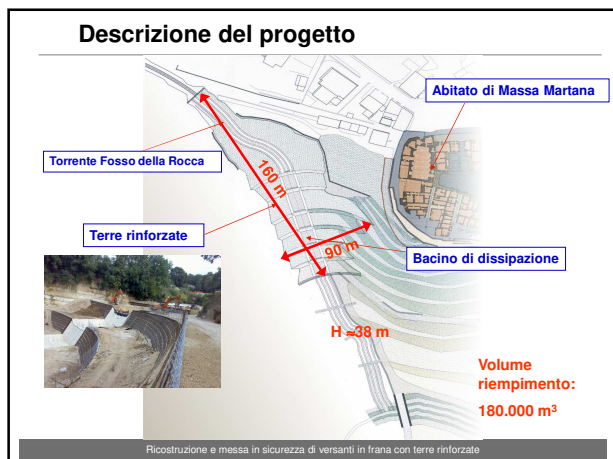 Descrizione del progetto
Abitato di Massa Martana
Torrente Fosso della Rocca
160 m
Terre rinforzate
90 m
Bacino di dissipazione
H ≈38 m
Volume
riempimento:
180.000 m³
Ricostruzione e messa in sicurezza di versanti in frana con terre rinforzate